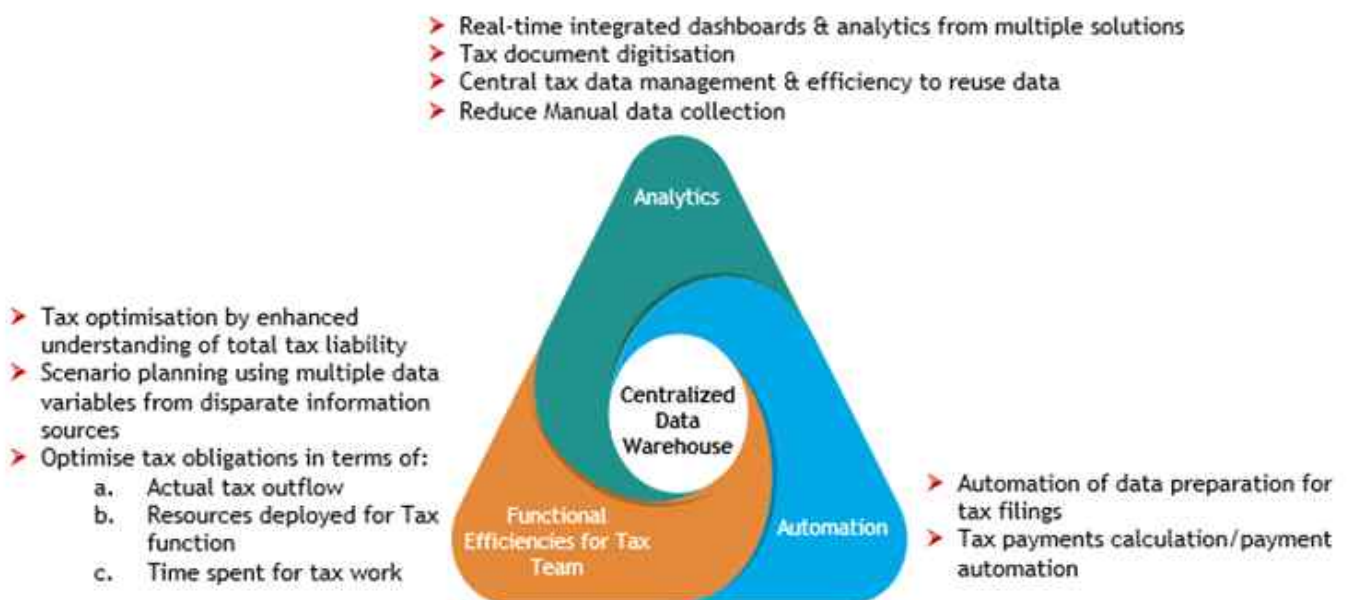 Real-time integrated dashboards & analytics from multiple solutions
Tax document digitisation
Central tax data management & efficiency to reuse data
Reduce Manual data collection
Analytics
Tax optimisation by enhanced
understanding of total tax liability
Scenario planning using multiple data
variables from disparate information
sources
Optimise tax obligations in terms of:
a. Actual tax outflow
b. Resources deployed for Tax
function
c. Time spent for tax work
Centralized
Data
Warehouse
Functional
Efficiencies for Tax
Team
Automation
Automation of data preparation for
tax filings
Tax payments calculation/payment
automation